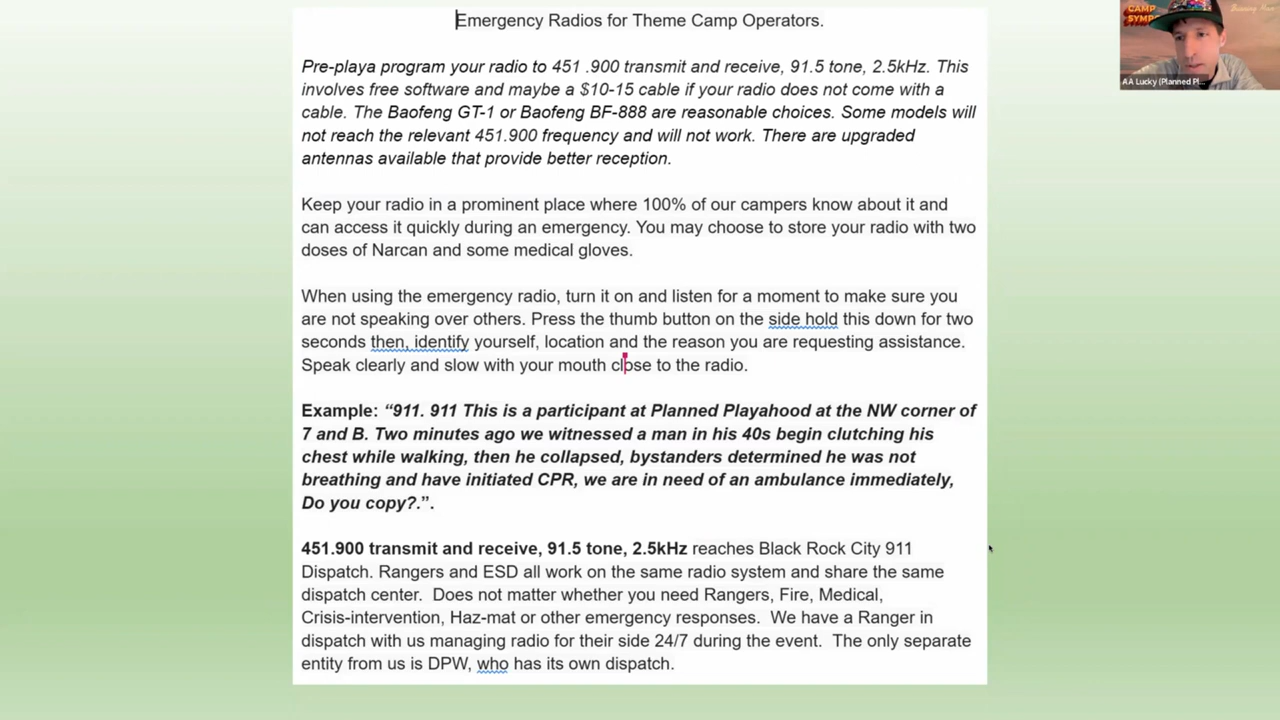 Emergency Radios for Theme Camp Operators.
CAMP
SYMP
Burning Man
AA Lucky (Planned Pl...
Pre-playa program your radio to 451 .900 transmit and receive, 91.5 tone, 2.5kHz. This
involves free software and maybe a $10-15 cable if your radio does not come with a
cable. The Baofeng GT-1 or Baofeng BF-888 are reasonable choices. Some models will
not reach the relevant 451.900 frequency and will not work. There are upgraded
antennas available that provide better reception.
Keep your radio in a prominent place where 100% of our campers know about it and
can access it quickly during an emergency. You may choose to store your radio with two
doses of Narcan and some medical gloves.
When using the emergency radio, turn it on and listen for a moment to make sure you
are not speaking over others. Press the thumb button on the side hold this down for two
seconds then, identify yourself, location and the reason you are requesting assistance.
Speak clearly and slow with your mouth close to the radio.
Example: “911. 911 This is a participant at Planned Playahood at the NW corner of
7 and B. Two minutes ago we witnessed a man in his 40s begin clutching his
chest while walking, then he collapsed, bystanders determined he was not
breathing and have initiated CPR, we are in need of an ambulance immediately,
Do you copy?.”.
451.900 transmit and receive, 91.5 tone, 2.5kHz reaches Black Rock City 911
Dispatch. Rangers and ESD all work on the same radio system and share the same
dispatch center.  Does not matter whether you need Rangers, Fire, Medical,
Crisis-intervention, Haz-mat or other emergency responses.  We have a Ranger in
dispatch with us managing radio for their side 24/7 during the event.  The only separate
entity from us is DPW, who has its own dispatch.